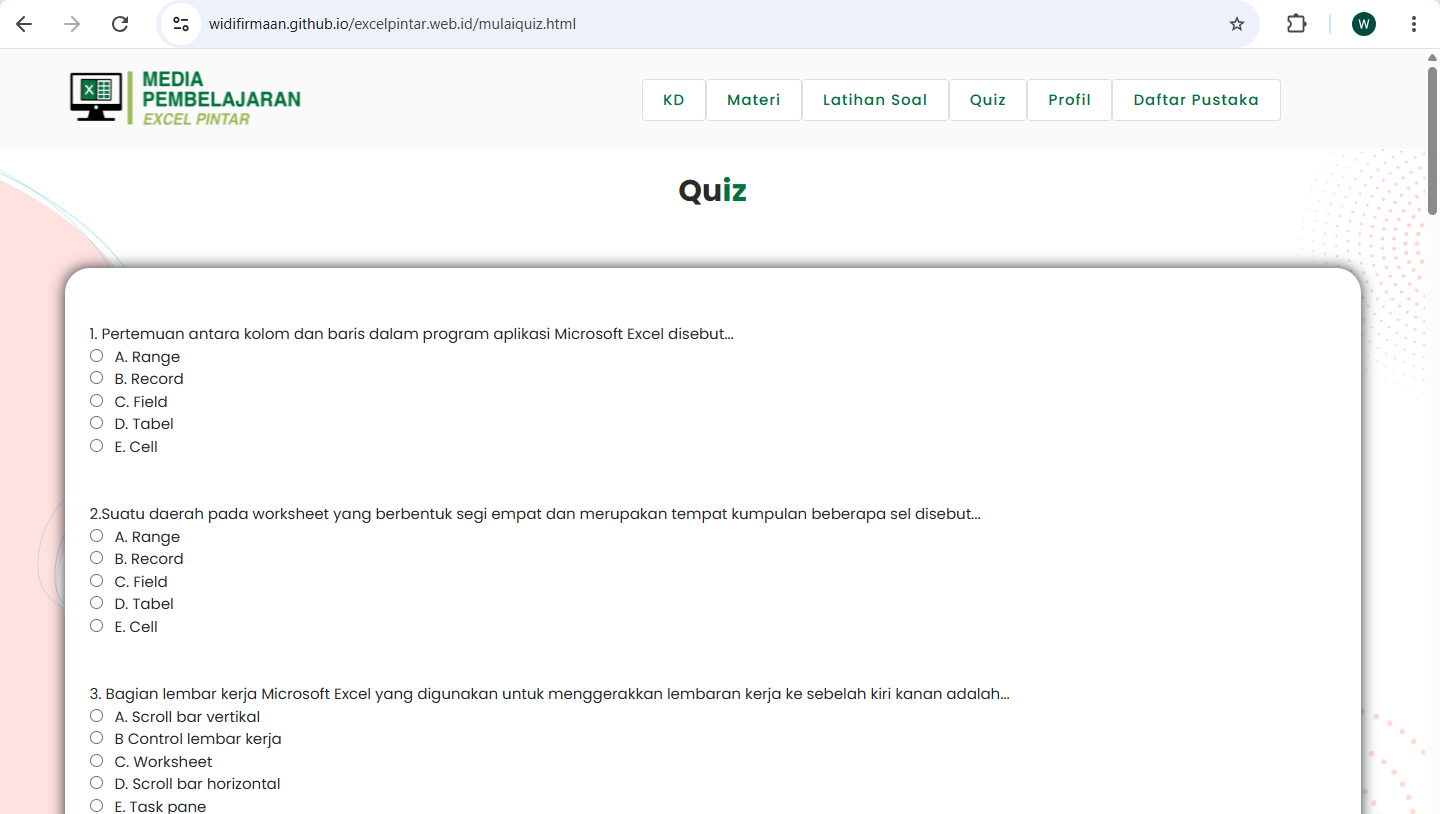 widifirmaan.github.io/excelpintar.web.id/mulaiquiz.html
W
MEDIA
PEMBELAJARAN
EXCEL PINTAR
KD
Materi
Latihan Soal
Quiz
Profil
Daftar Pustaka
Quiz
1. Pertemuan antara kolom dan baris dalam program aplikasi Microsoft Excel disebut...
A. Range
B. Record
C. Field
D. Tabel
E. Cell
2.Suatu daerah pada worksheet yang berbentuk segi empat dan merupakan tempat kumpulan beberapa sel disebut...
A. Range
B. Record
C. Field
D. Tabel
E. Cell
3. Bagian lembar kerja Microsoft Excel yang digunakan untuk menggerakkan lembaran kerja ke sebelah kiri kanan adalah...
A. Scroll bar vertikal
B Control lembar kerja
C. Worksheet
D. Scroll bar horizontal
E. Task pane